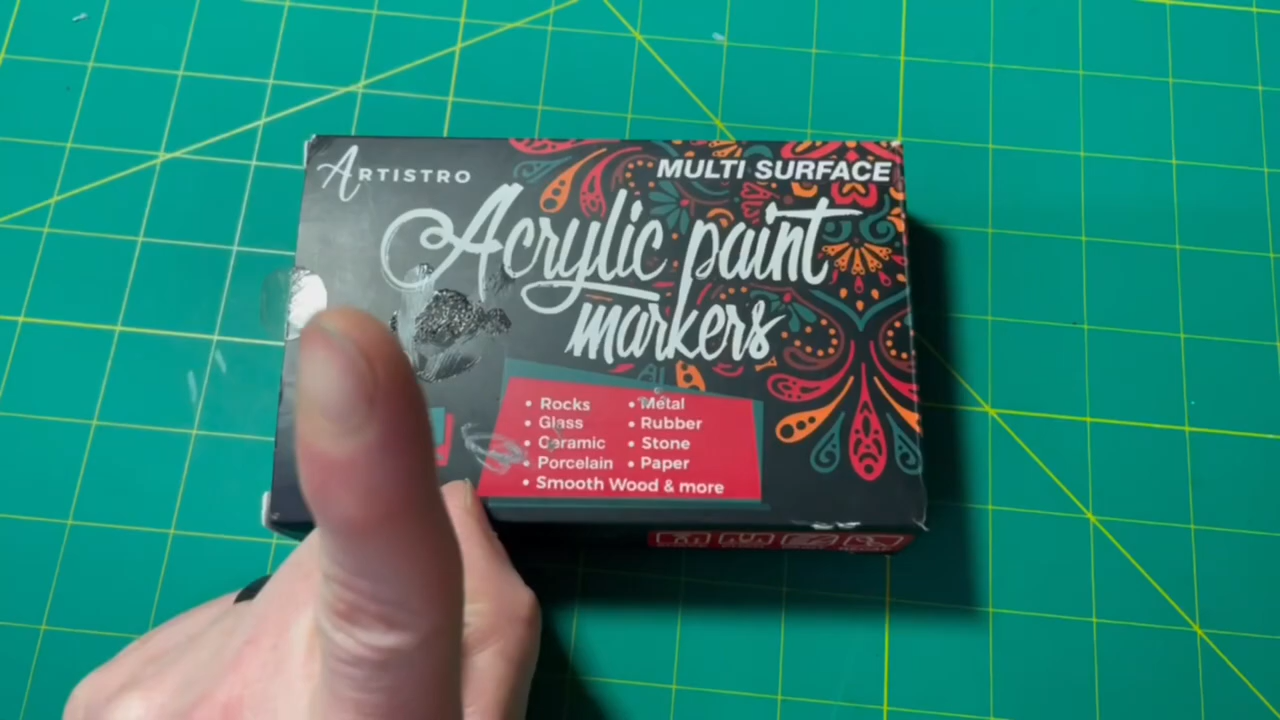 ARTISTRO
MULTI SURFACE
Acrylic paint
markers
• Rocks
• Glass
• Ceramic
• Porcelain
• Smooth Wood & more
• Metal
• Rubber
• Stone
• Paper